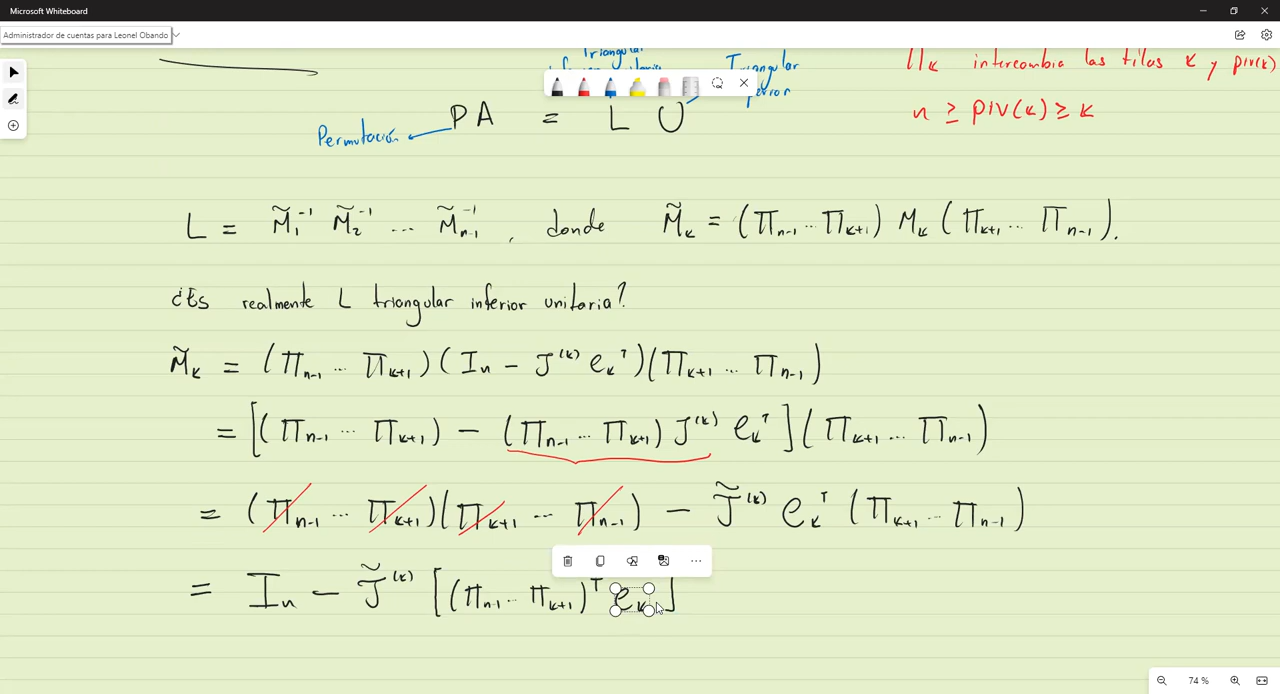 Microsoft Whiteboard
Administrador de cuentas para Leonel Obando
Triangular
Triangular
Π_k intercambia las filas k y piv(k)
PA = L U
n ≥ piv(k) ≥ k
Permutación
L = M̃₁⁻¹ M̃₂⁻¹ ... M̃ₙ₋₁⁻¹ , donde M̃ₖ = (Πₙ₋₁ ... Πₖ₊₁) Mₖ (Πₖ₊₁ ... Πₙ₋₁).
¿Es realmente L triangular inferior unitaria?
M̃ₖ = (Πₙ₋₁ ... Πₖ₊₁)(Iₙ − J⁽ᵏ⁾ eₖᵀ)(Πₖ₊₁ ... Πₙ₋₁)
= [(Πₙ₋₁ ... Πₖ₊₁) − (Πₙ₋₁ ... Πₖ₊₁) J⁽ᵏ⁾ eₖᵀ](Πₖ₊₁ ... Πₙ₋₁)
= (Πₙ₋₁ ... Πₖ₊₁)(Πₖ₊₁ ... Πₙ₋₁) − J̃⁽ᵏ⁾ eₖᵀ (Πₖ₊₁ ... Πₙ₋₁)
= Iₙ − J̃⁽ᵏ⁾ [(Πₙ₋₁ ... Πₖ₊₁)ᵀ eₖ]
74 %